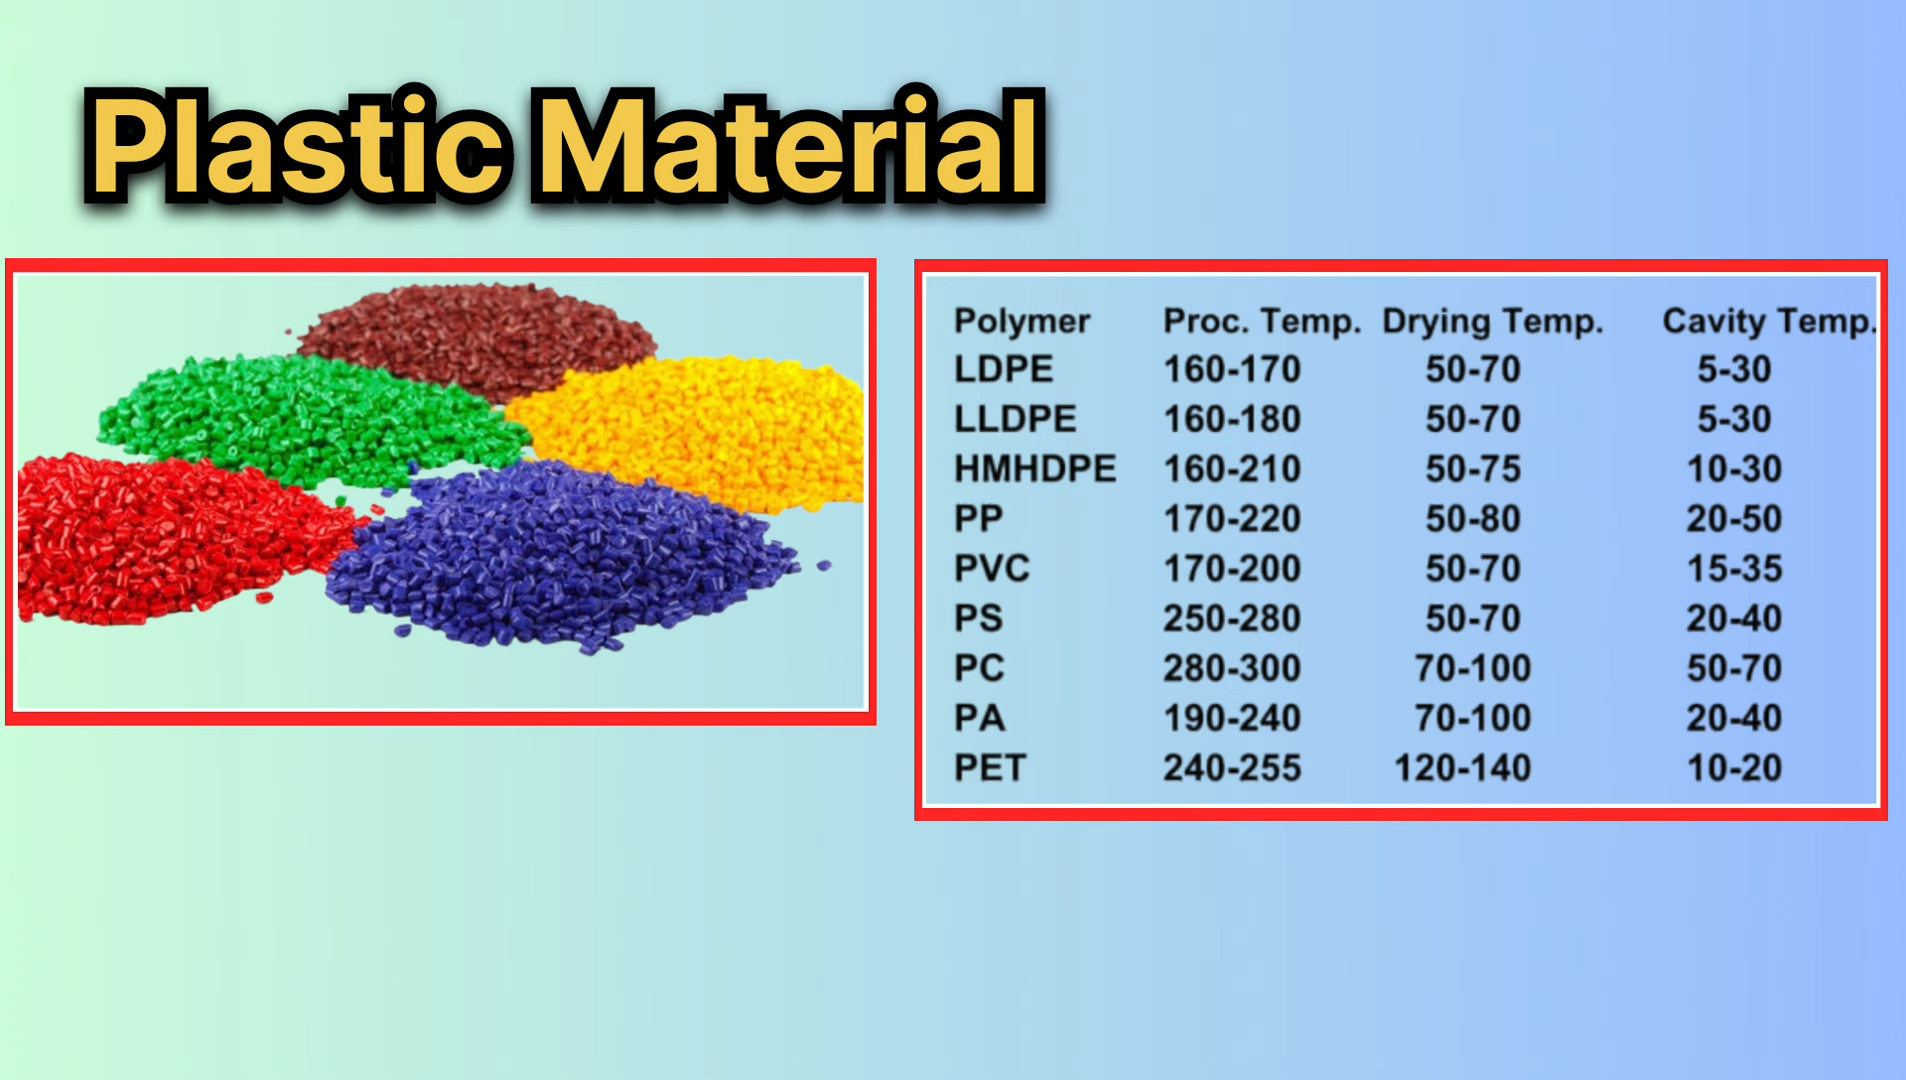 Plastic Material
Polymer Proc. Temp. Drying Temp. Cavity Temp.
LDPE 160-170 50-70 5-30
LLDPE 160-180 50-70 5-30
HMHDPE 160-210 50-75 10-30
PP 170-220 50-80 20-50
PVC 170-200 50-70 15-35
PS 250-280 50-70 20-40
PC 280-300 70-100 50-70
PA 190-240 70-100 20-40
PET 240-255 120-140 10-20